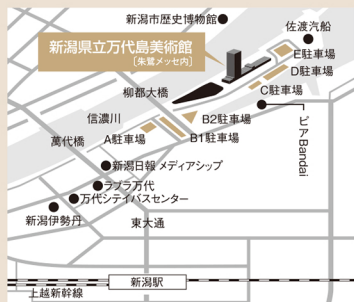 新潟市歴史博物館
佐渡汽船
新潟県立万代島美術館
［朱鷺メッセ内］
E駐車場
D駐車場
C駐車場
柳都大橋
信濃川
B2駐車場
萬代橋
A駐車場
B1駐車場
ピアBandai
新潟日報 メディアシップ
ラブラ万代
万代シテイバスセンター
新潟伊勢丹
東大通
新潟駅
上越新幹線